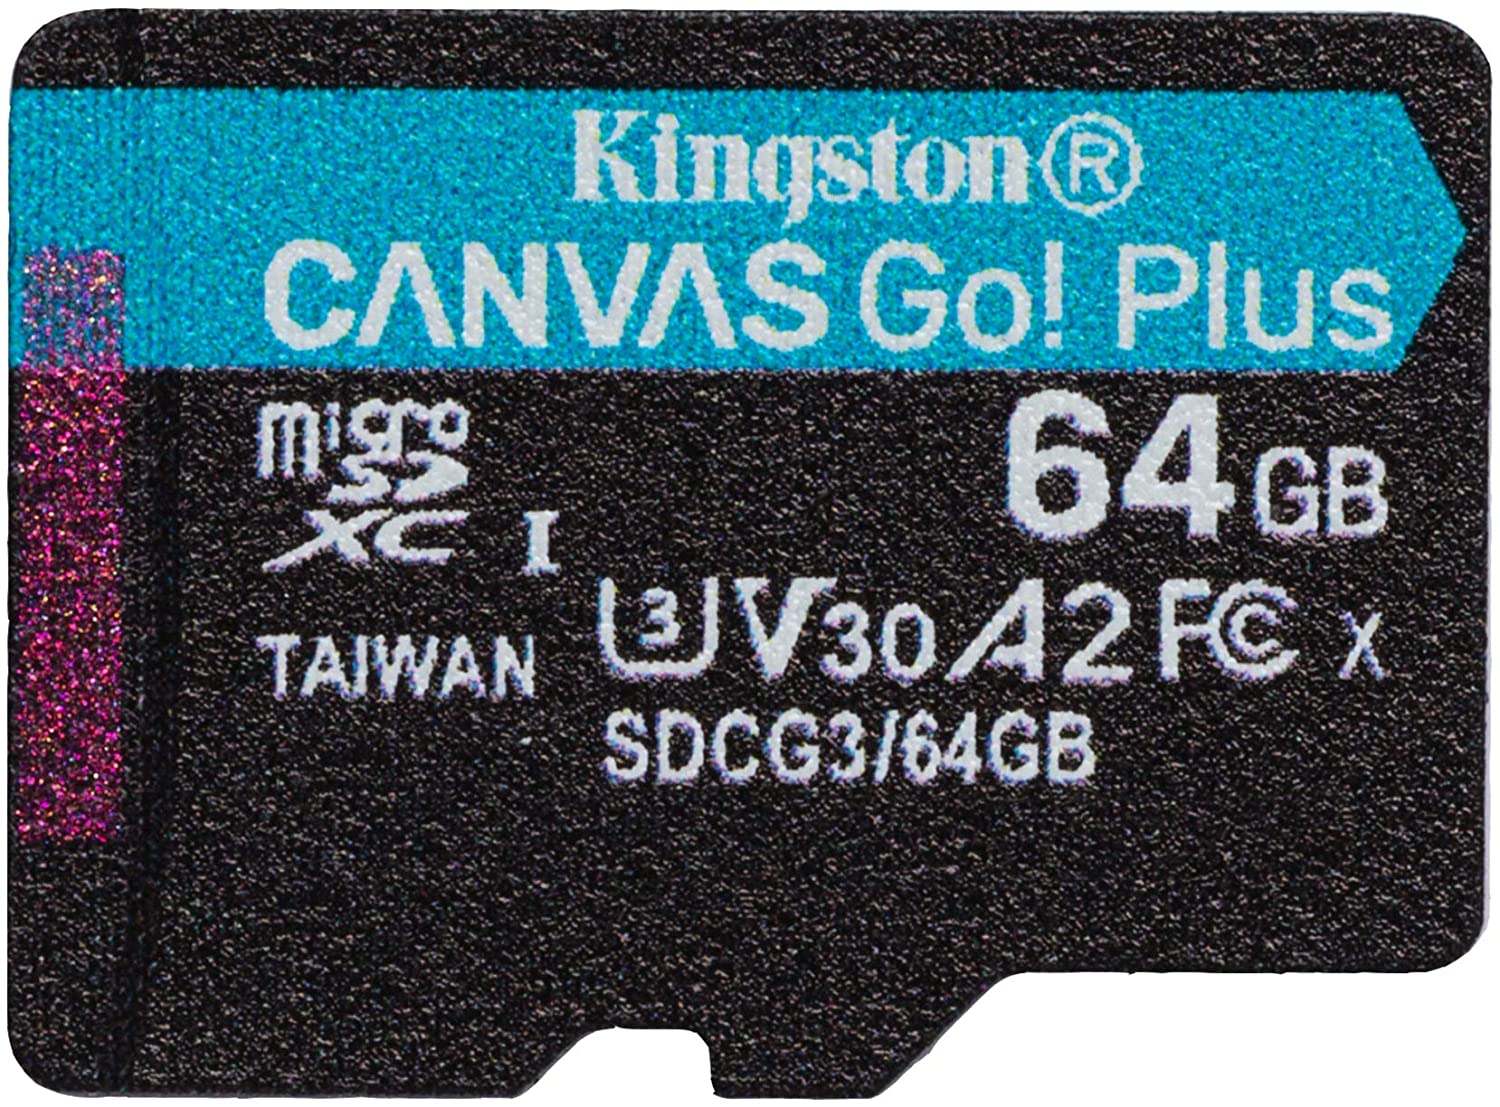 Kingston®
CANVAS Go! Plus
micro
SD
XC I
64GB
TAIWAN
U3 V30 A2 FC X
SDCG3/64GB